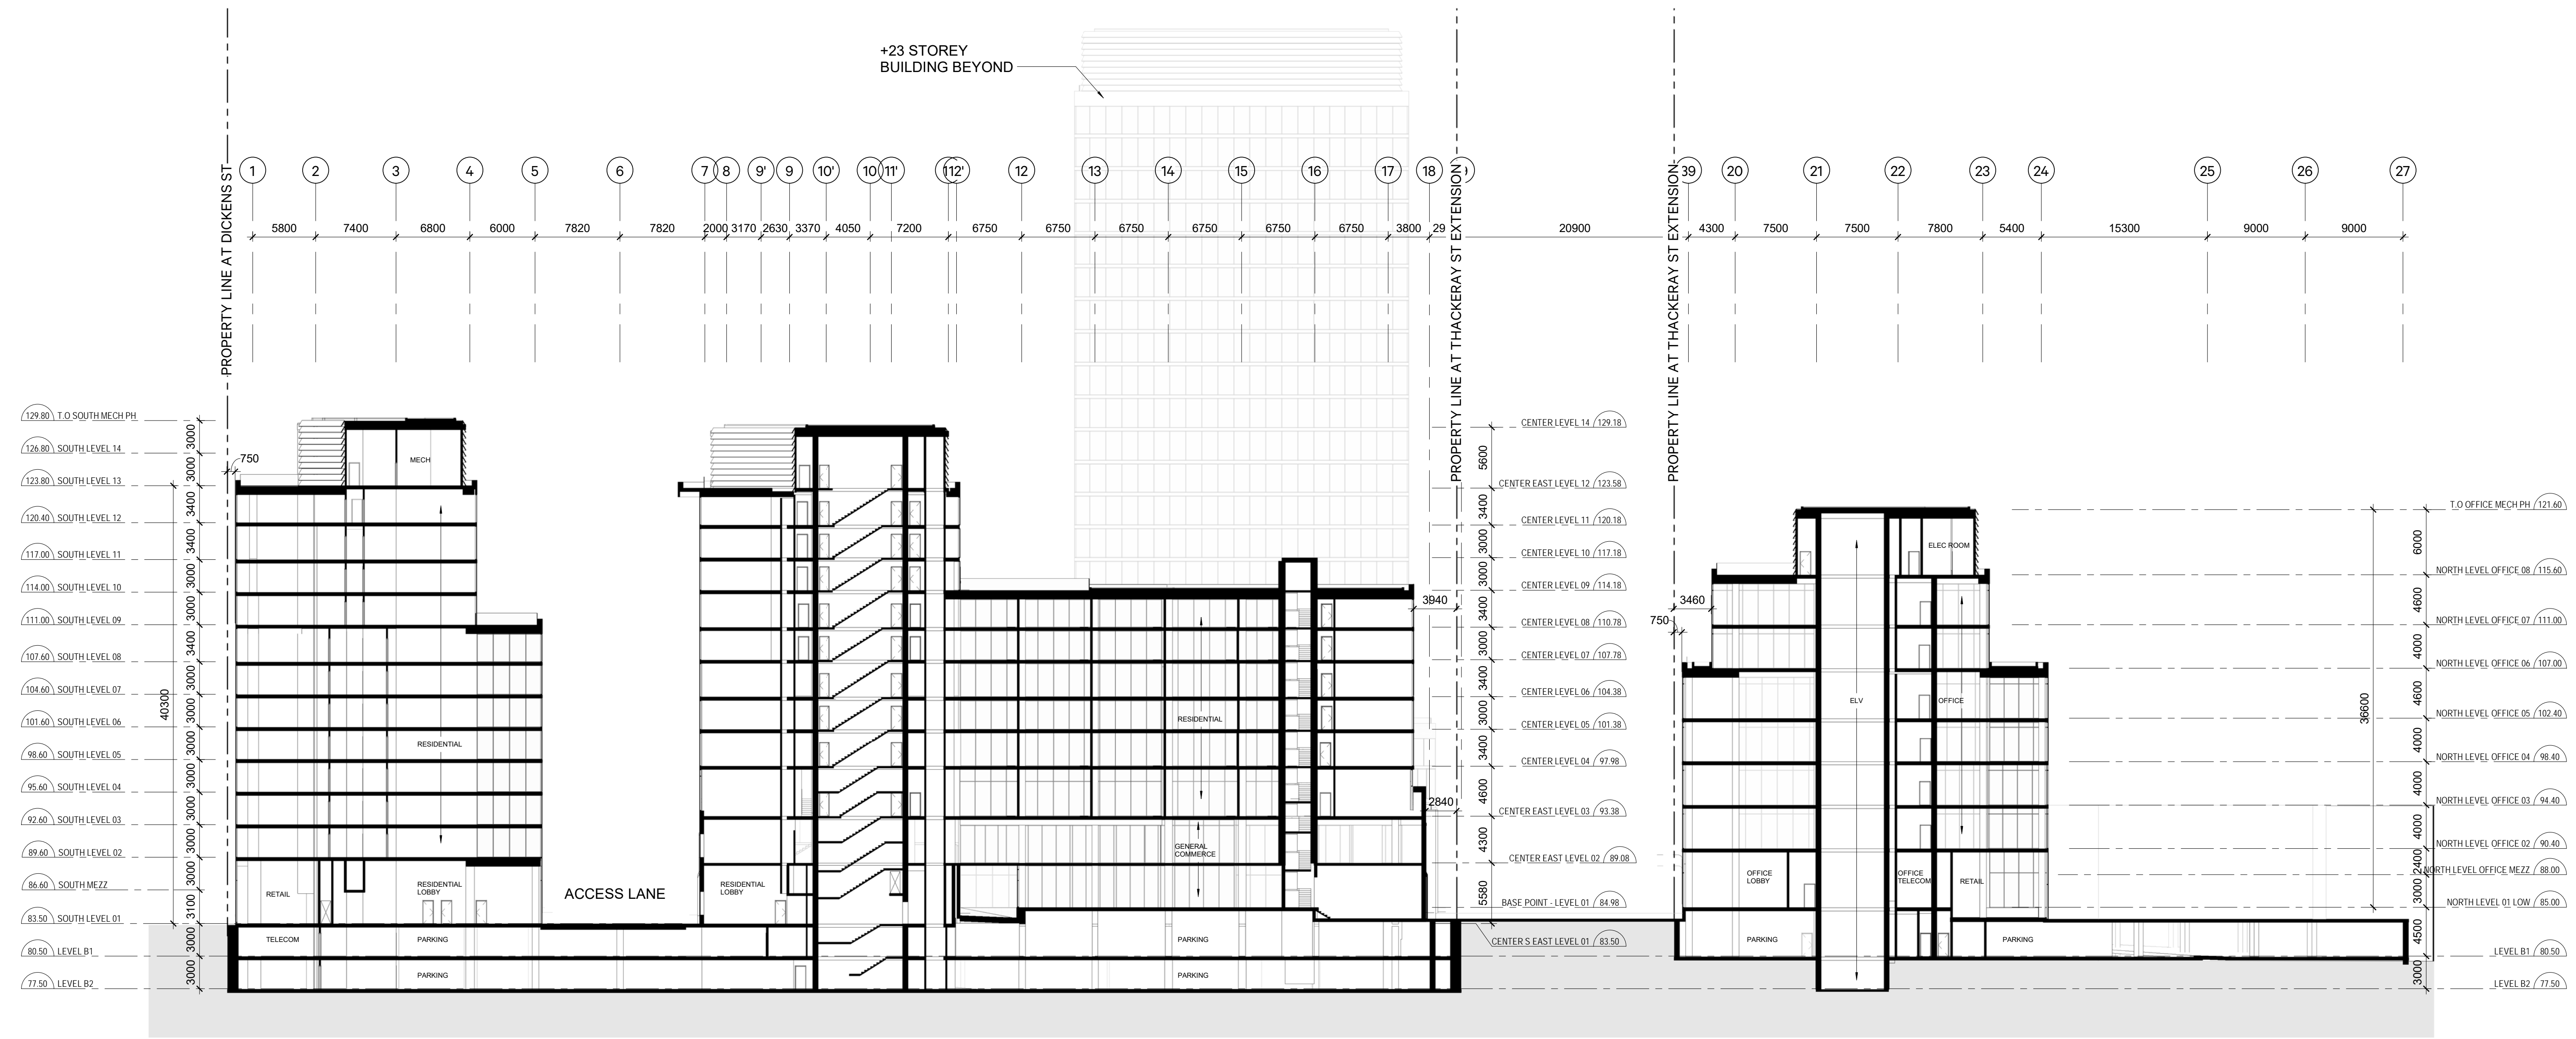 +23 STOREY
BUILDING BEYOND
PROPERTY LINE AT DICKENS ST
PROPERTY LINE AT THACKERAY ST EXTENSION
PROPERTY LINE AT THACKERAY ST EXTENSION
1 2 3 4 5 6 7 8 9' 9 10' 10 11' 12' 12 13 14 15 16 17 18 20 21 22 23 24 25 26 27
5800 7400 6800 6000 7820 7820 2000 3170 2630 3370 4050 7200 6750 6750 6750 6750 6750 6750 6750 3800 29 20900 4300 7500 7500 7800 5400 15300 9000 9000
129.80 T.O SOUTH MECH PH
3000
126.80 SOUTH LEVEL 14
3000
123.80 SOUTH LEVEL 13
3400
120.40 SOUTH LEVEL 12
3400
117.00 SOUTH LEVEL 11
3000
114.00 SOUTH LEVEL 10
3000
111.00 SOUTH LEVEL 09
3400
107.60 SOUTH LEVEL 08
3000
104.60 SOUTH LEVEL 07
3000
101.60 SOUTH LEVEL 06
3000
98.60 SOUTH LEVEL 05
3000
95.60 SOUTH LEVEL 04
3000
92.60 SOUTH LEVEL 03
3000
89.60 SOUTH LEVEL 02
3000
86.60 SOUTH MEZZ
3100
83.50 SOUTH LEVEL 01
3000
80.50 LEVEL B1
3000
77.50 LEVEL B2
40300
750
MECH
RESIDENTIAL
RETAIL
RESIDENTIAL
LOBBY
TELECOM
PARKING
PARKING
ACCESS LANE
RESIDENTIAL
LOBBY
RESIDENTIAL
GENERAL
COMMERCE
PARKING
PARKING
3940
2840
CENTER LEVEL 14 129.18
5600
CENTER EAST LEVEL 12 123.58
3400
CENTER LEVEL 11 120.18
3000
CENTER LEVEL 10 117.18
3000
CENTER LEVEL 09 114.18
3400
CENTER LEVEL 08 110.78
3000
CENTER LEVEL 07 107.78
3400
CENTER LEVEL 06 104.38
3000
CENTER LEVEL 05 101.38
3400
CENTER LEVEL 04 97.98
4600
CENTER EAST LEVEL 03 93.38
4300
CENTER EAST LEVEL 02 89.08
5580
BASE POINT - LEVEL 01 84.98
CENTER S EAST LEVEL 01 83.50
3460
750
ELEC ROOM
ELV
OFFICE
OFFICE
LOBBY
OFFICE
TELECOM
RETAIL
PARKING
PARKING
36600
T.O OFFICE MECH PH 121.60
6000
NORTH LEVEL OFFICE 08 115.60
4600
NORTH LEVEL OFFICE 07 111.00
4000
NORTH LEVEL OFFICE 06 107.00
4600
NORTH LEVEL OFFICE 05 102.40
4000
NORTH LEVEL OFFICE 04 98.40
4000
NORTH LEVEL OFFICE 03 94.40
4000
NORTH LEVEL OFFICE 02 90.40
2400
NORTH LEVEL OFFICE MEZZ 88.00
3000
NORTH LEVEL 01 LOW 85.00
4500
LEVEL B1 80.50
3000
LEVEL B2 77.50